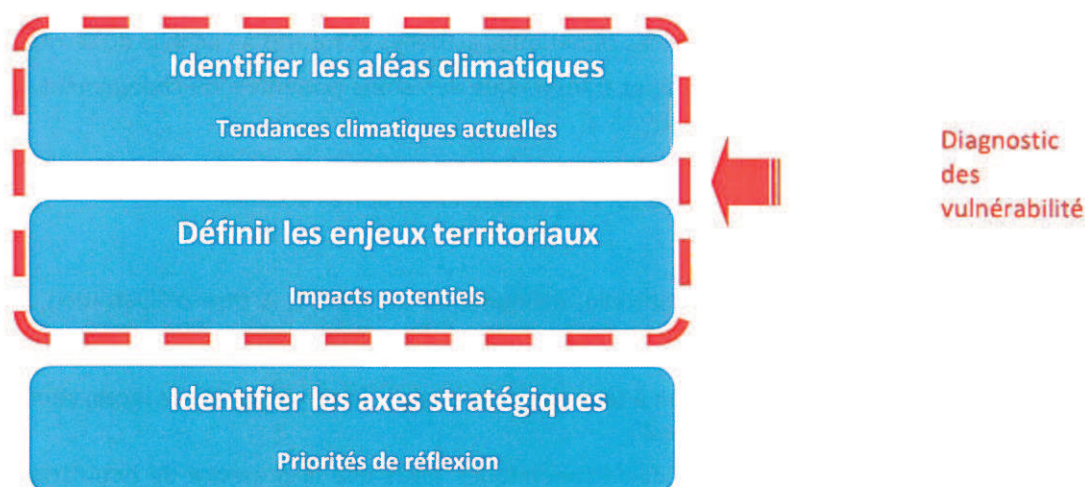 Identifier les aléas climatiques
Tendances climatiques actuelles
Définir les enjeux territoriaux
Impacts potentiels
Identifier les axes stratégiques
Priorités de réflexion
Diagnostic
des
vulnérabilité